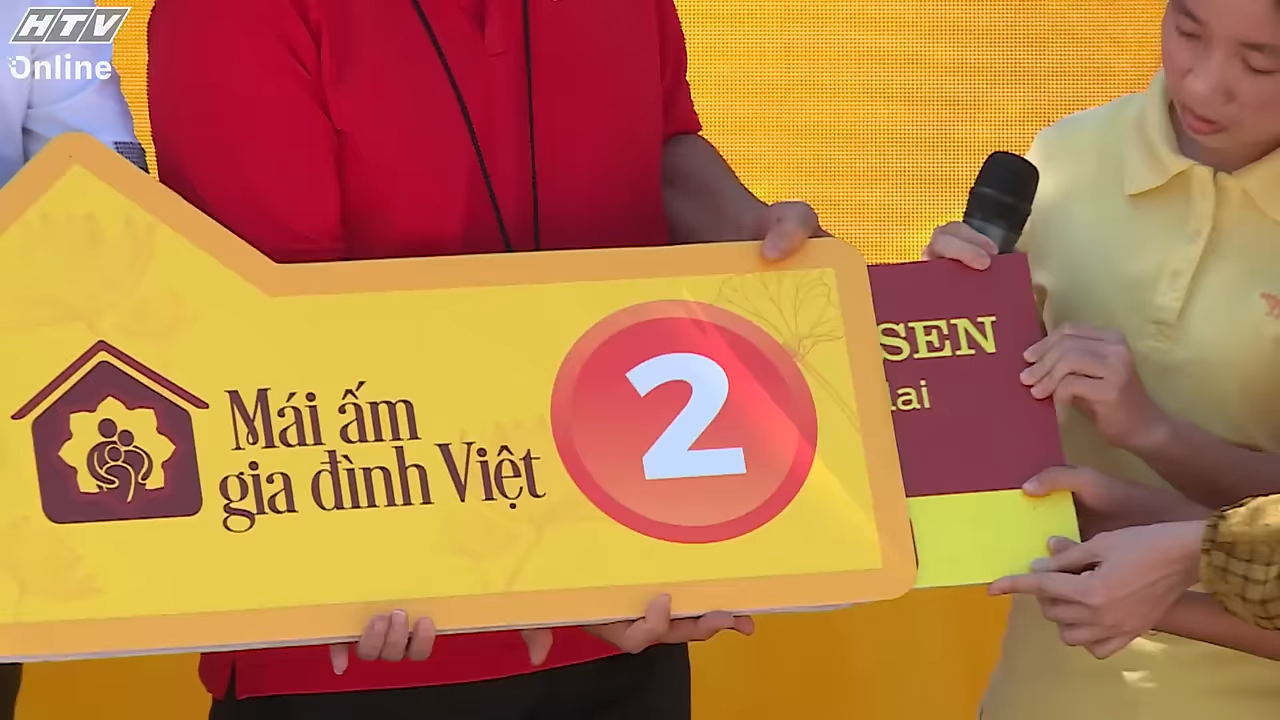 HTV
Online
Mái ấm
gia đình Việt
2
SEN
lai